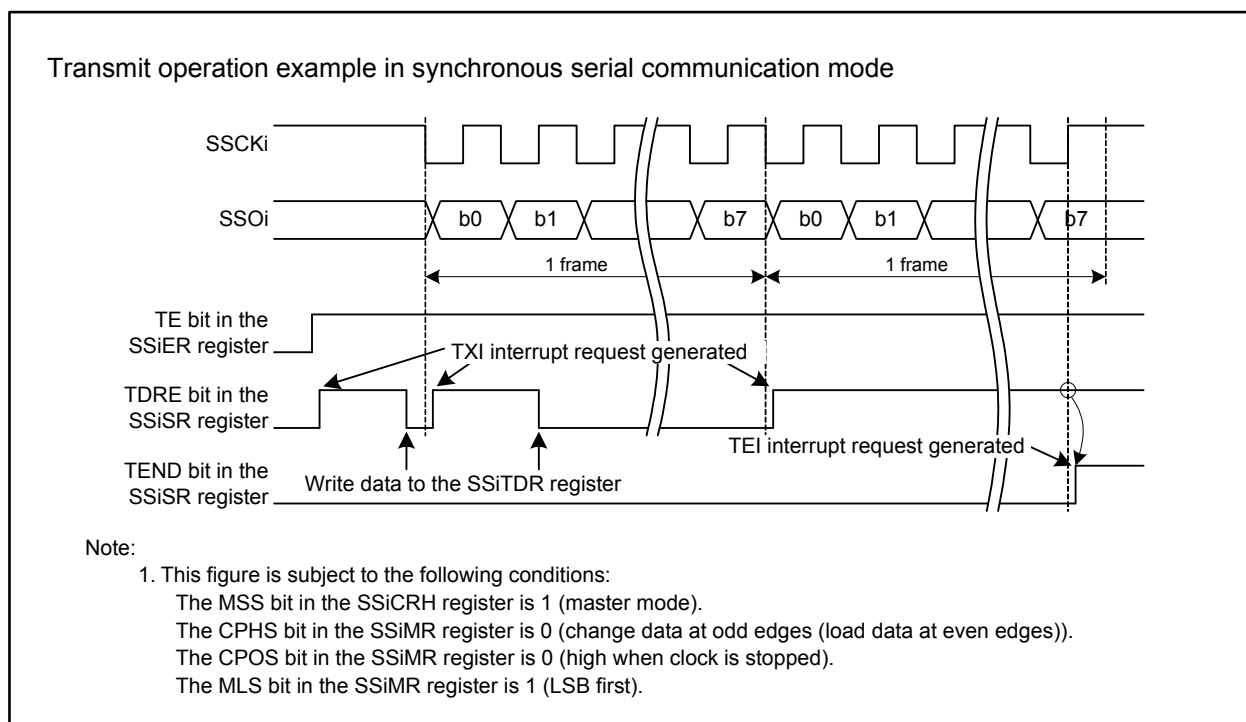 Transmit operation example in synchronous serial communication mode
SSCKi
SSOi
b0
b1
b7
b0
b1
b7
1 frame
1 frame
TE bit in the
SSiER register
TXI interrupt request generated
TDRE bit in the
SSiSR register
TEI interrupt request generated
TEND bit in the
SSiSR register
Write data to the SSiTDR register
Note:
1. This figure is subject to the following conditions:
The MSS bit in the SSiCRH register is 1 (master mode).
The CPHS bit in the SSiMR register is 0 (change data at odd edges (load data at even edges)).
The CPOS bit in the SSiMR register is 0 (high when clock is stopped).
The MLS bit in the SSiMR register is 1 (LSB first).